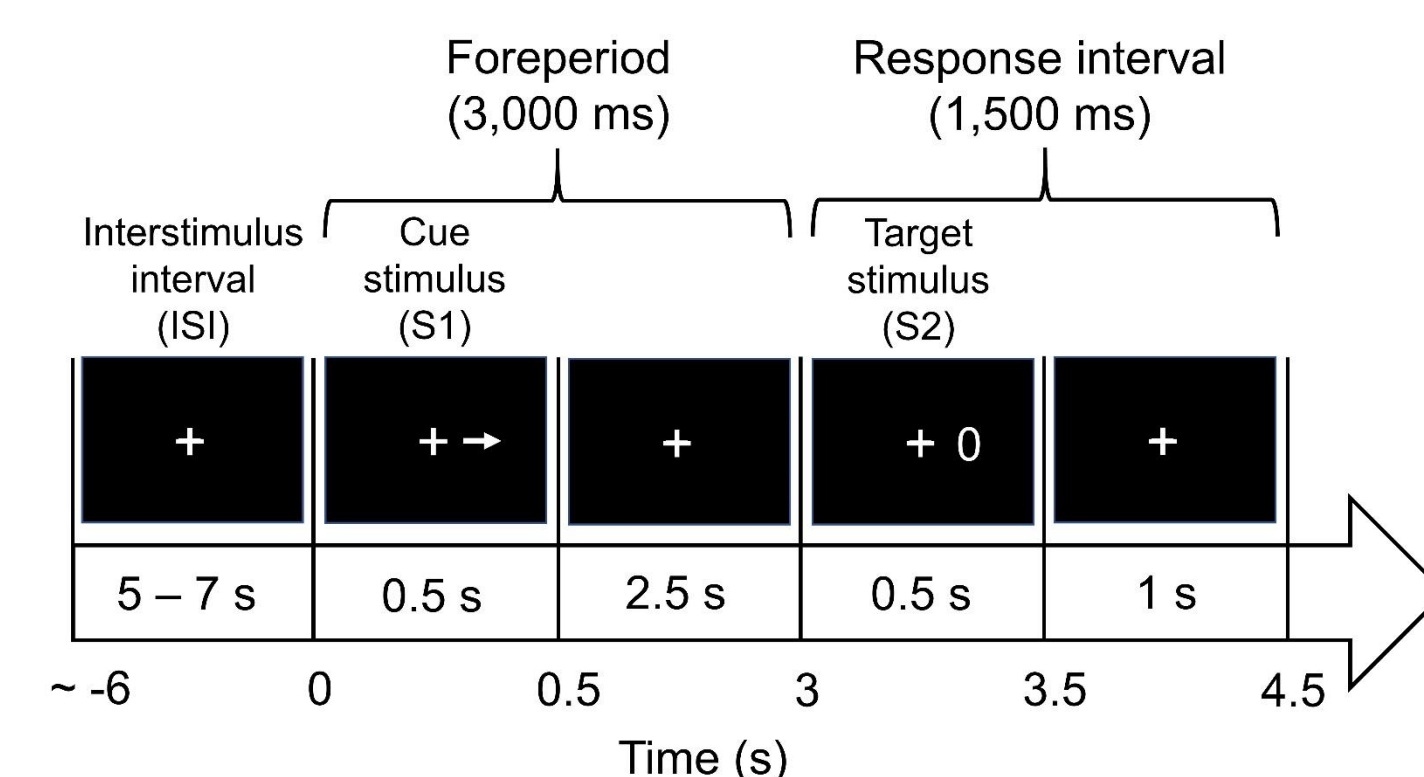 Foreperiod
(3,000 ms)
Response interval
(1,500 ms)
Interstimulus
interval
(ISI)
Cue
stimulus
(S1)
Target
stimulus
(S2)
+
+ →
+
+ 0
+
5 – 7 s
0.5 s
2.5 s
0.5 s
1 s
~ -6
0
0.5
3
3.5
4.5
Time (s)